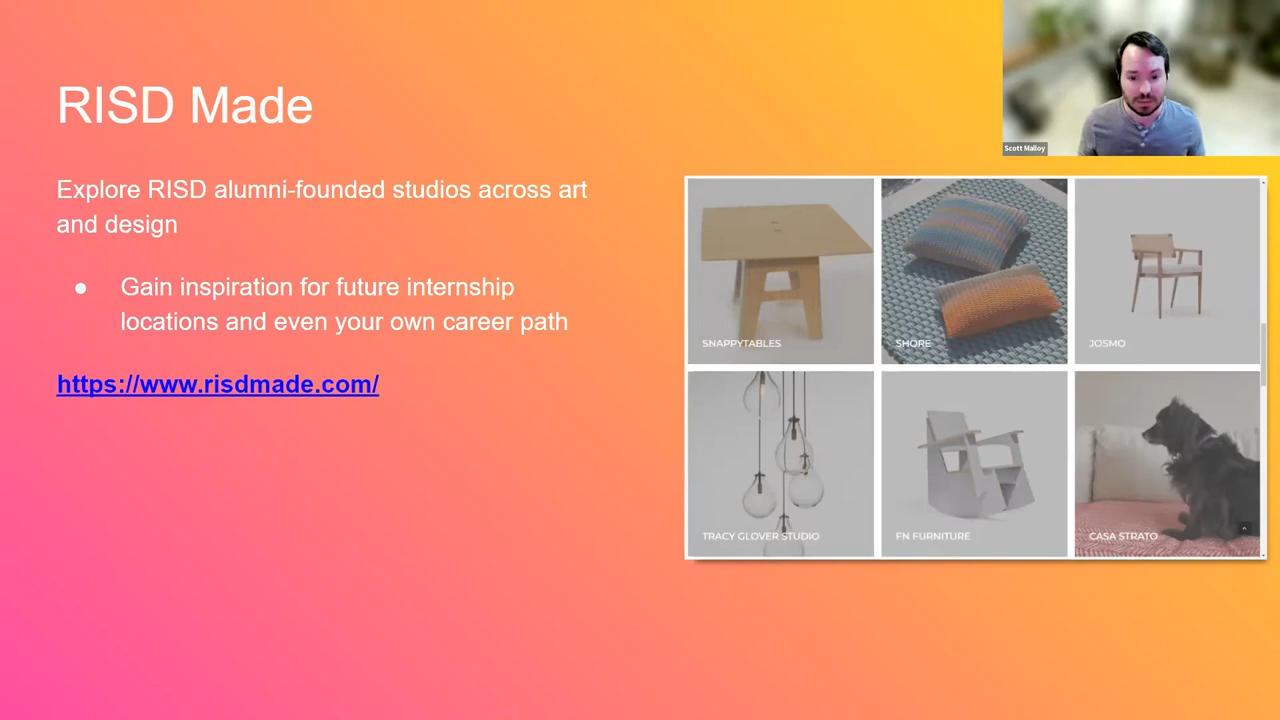 RISD Made
Scott Malloy
Explore RISD alumni-founded studios across art
and design
● Gain inspiration for future internship
locations and even your own career path
https://www.risdmade.com/
SNAPPYTABLES
SHORE
JOSMO
TRACY GLOVER STUDIO
FN FURNITURE
CASA STRATO